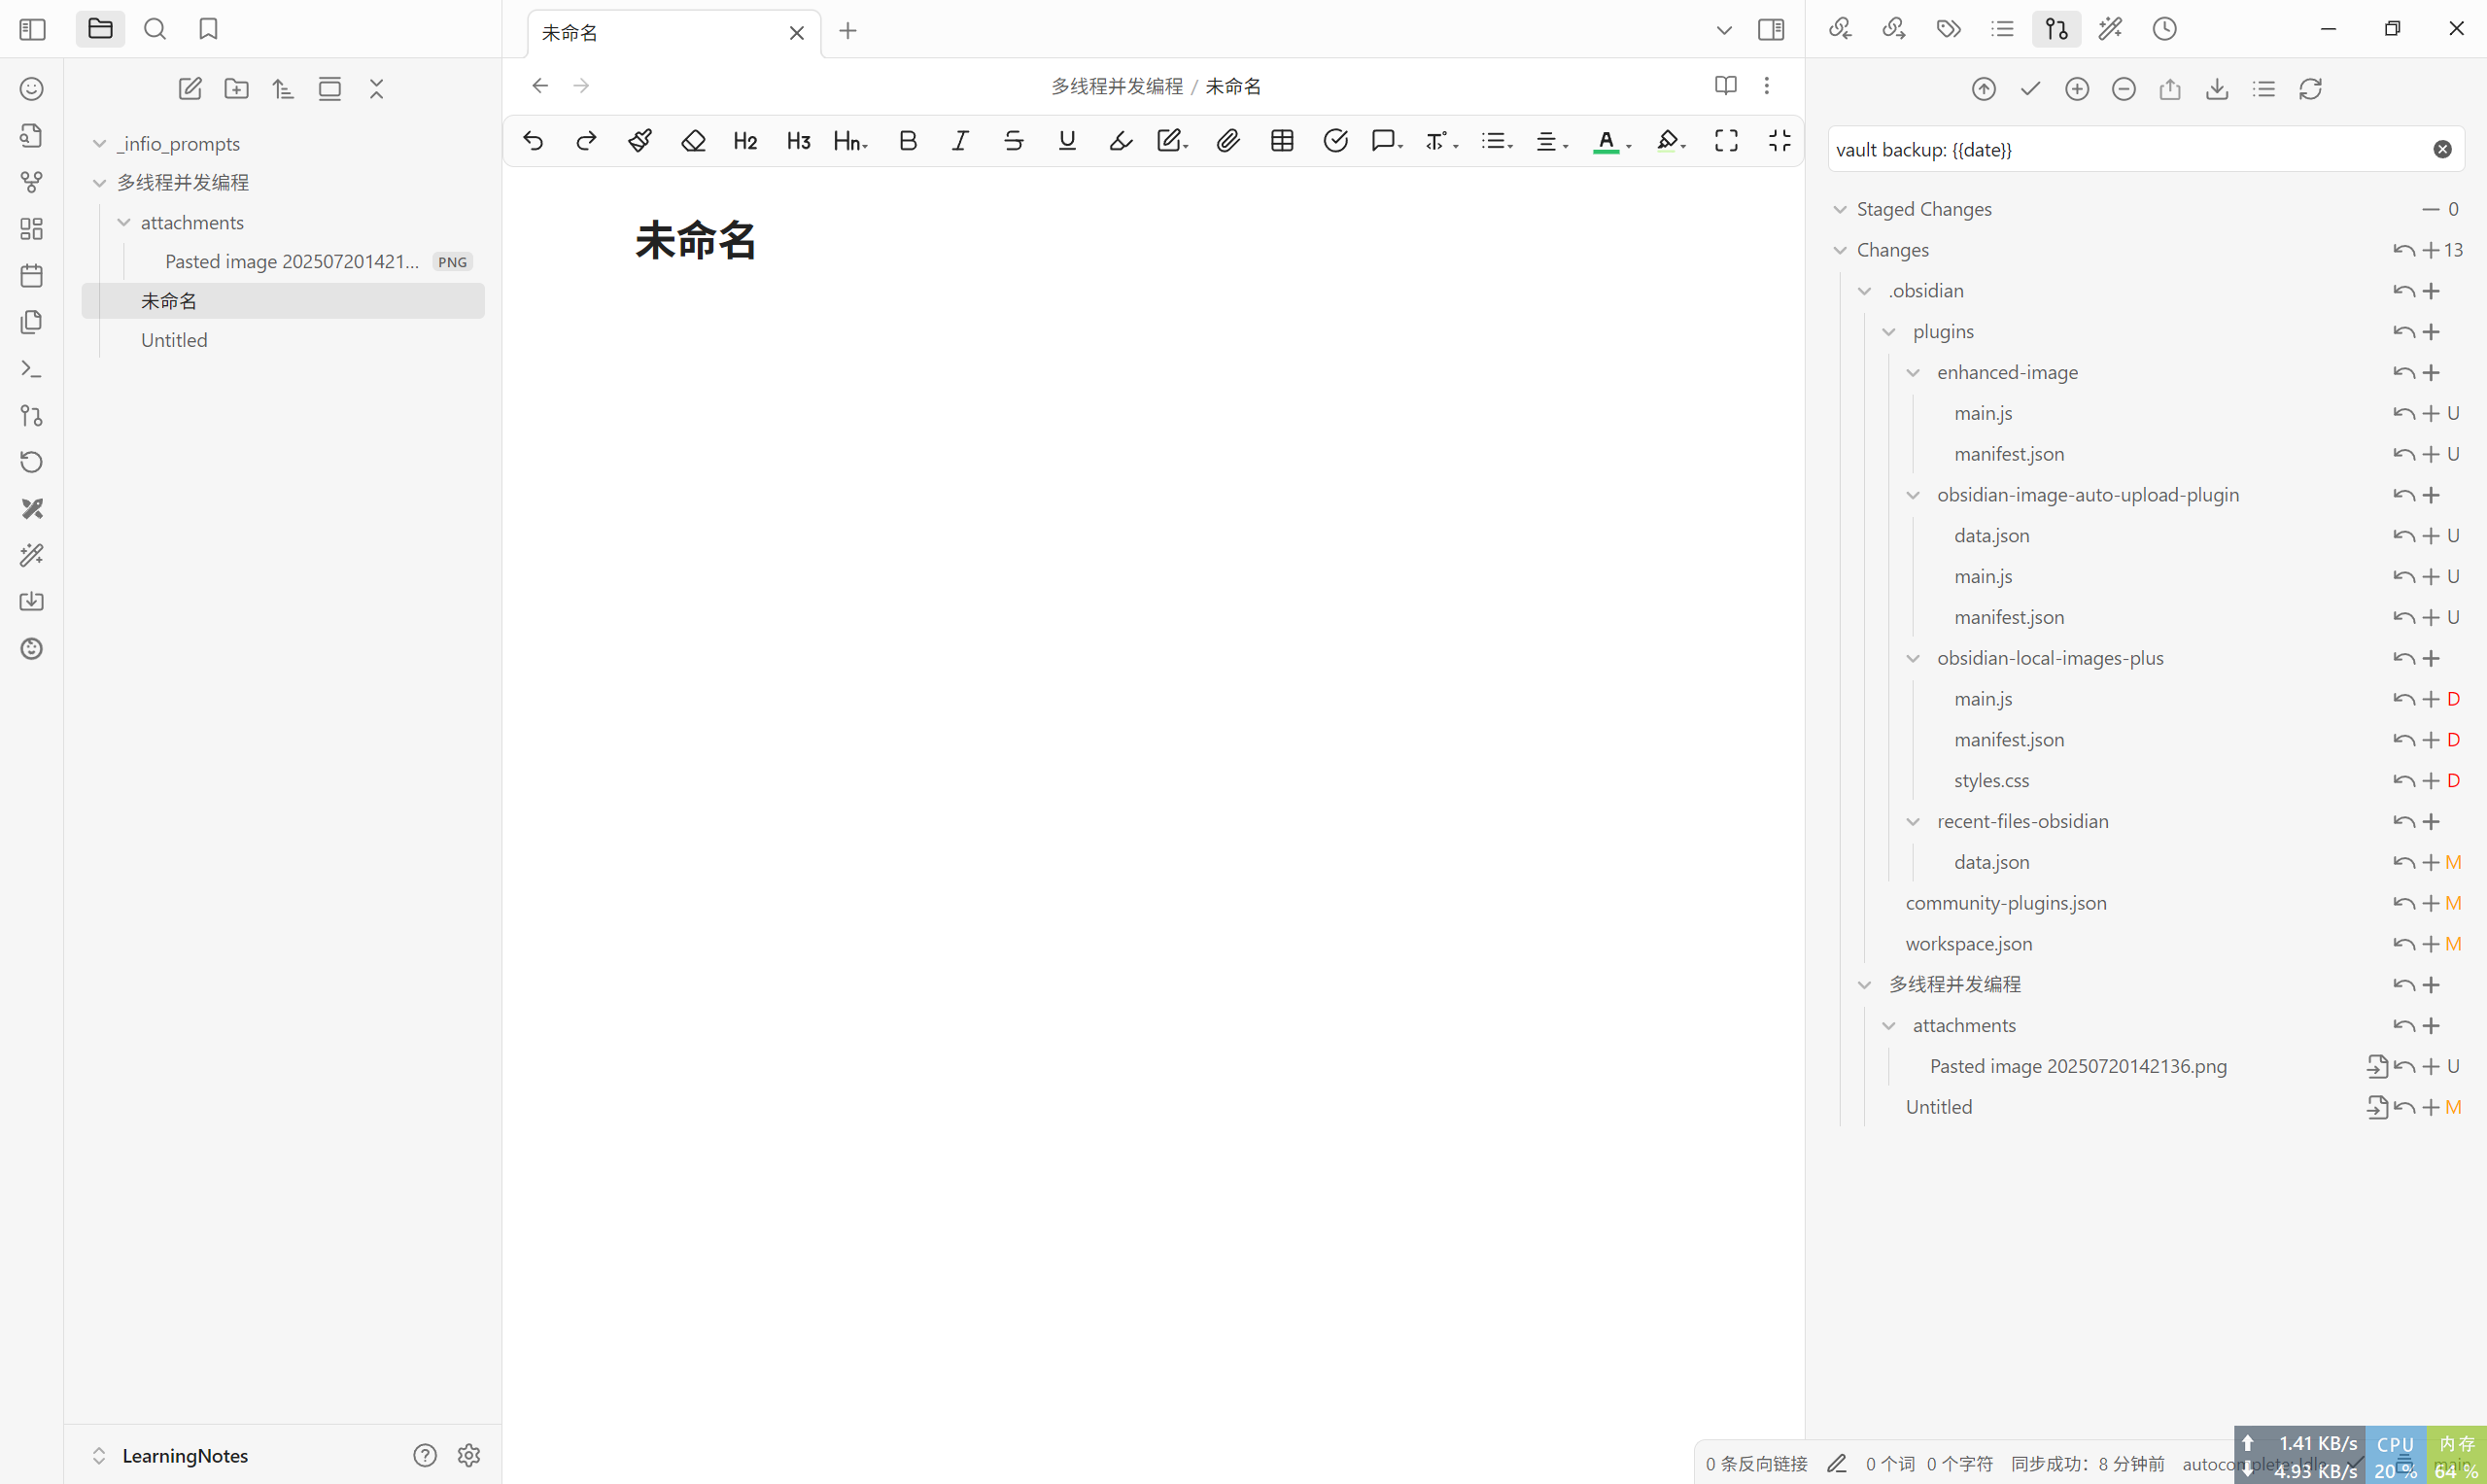 未命名
多线程并发编程 / 未命名
H2 H3 Hn B I S U A
_infio_prompts
多线程并发编程
attachments
Pasted image 202507201421... PNG
未命名
Untitled
LearningNotes
未命名
vault backup: {{date}}
Staged Changes 0
Changes 13
.obsidian
plugins
enhanced-image
main.js U
manifest.json U
obsidian-image-auto-upload-plugin
data.json U
main.js U
manifest.json U
obsidian-local-images-plus
main.js D
manifest.json D
styles.css D
recent-files-obsidian
data.json M
community-plugins.json M
workspace.json M
多线程并发编程
attachments
Pasted image 20250720142136.png U
Untitled M
0 条反向链接 0 个词 0 个字符 同步成功：8 分钟前
1.41 KB/s CPU 内存
4.93 KB/s 20 % 64 %